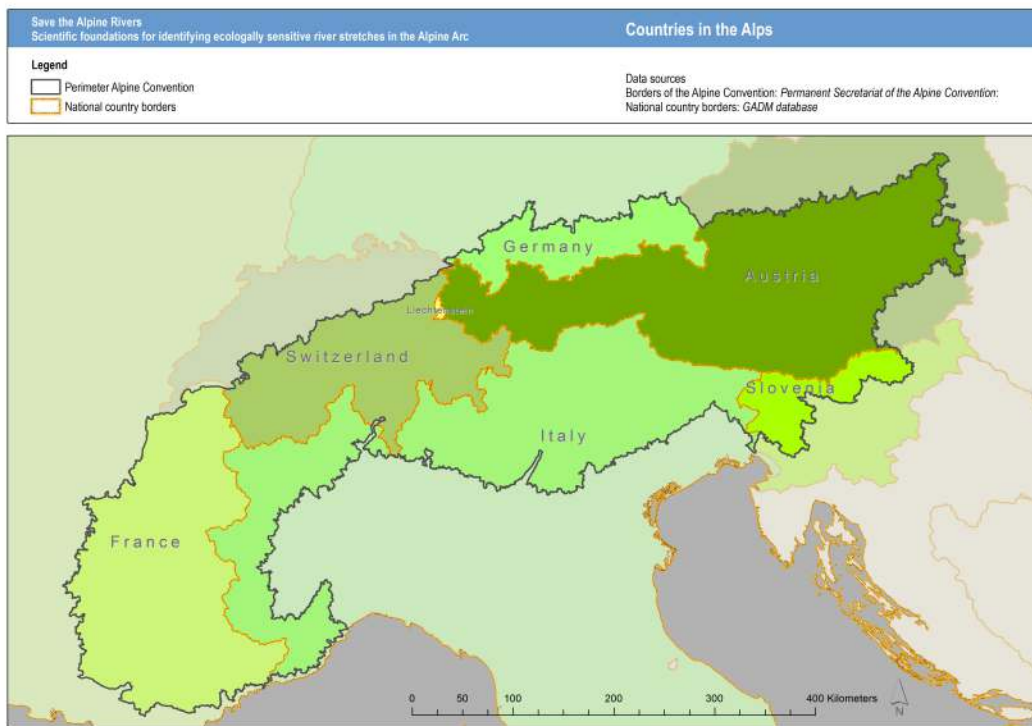 Save the Alpine Rivers
Scientific foundations for identifying ecologically sensitive river stretches in the Alpine Arc
Countries in the Alps
Legend
Perimeter Alpine Convention
National country borders
Data sources
Borders of the Alpine Convention: Permanent Secretariat of the Alpine Convention:
National country borders: GADM database
Germany
Austria
Liechtenstein
Switzerland
Slovenia
Italy
France
0 50 100 200 300 400 Kilometers
N